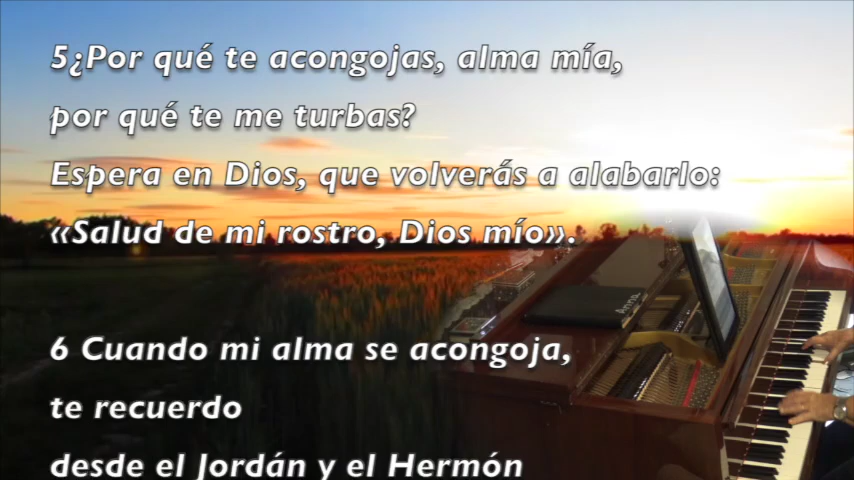 5¿Por qué te acongojas, alma mía,
por qué te me turbas?
Espera en Dios, que volverás a alabarlo:
«Salud de mi rostro, Dios mío».
6 Cuando mi alma se acongoja,
te recuerdo
desde el Jordán y el Hermón
Anna